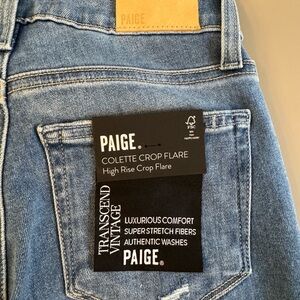 PAIGE
PAIGE.
FSC
COLETTE CROP FLARE
High Rise Crop Flare
TRANSCEND
VINTAGE
LUXURIOUS COMFORT
SUPER STRETCH FIBERS
AUTHENTIC WASHES
PAIGE.